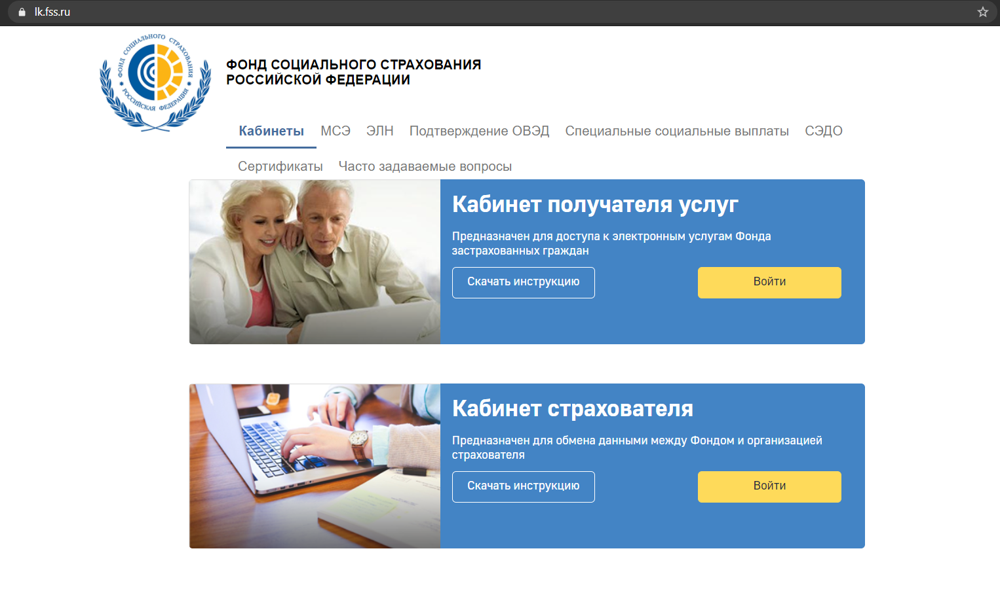 lk.fss.ru
ФОНД СОЦИАЛЬНОГО СТРАХОВАНИЯ
РОССИЙСКАЯ ФЕДЕРАЦИЯ
ФОНД СОЦИАЛЬНОГО СТРАХОВАНИЯ
РОССИЙСКОЙ ФЕДЕРАЦИИ
Кабинеты МСЭ ЭЛН Подтверждение ОВЭД Специальные социальные выплаты СЭДО
Сертификаты Часто задаваемые вопросы
Кабинет получателя услуг
Предназначен для доступа к электронным услугам Фонда
застрахованных граждан
Скачать инструкцию Войти
Кабинет страхователя
Предназначен для обмена данными между Фондом и организацией
страхователя
Скачать инструкцию Войти